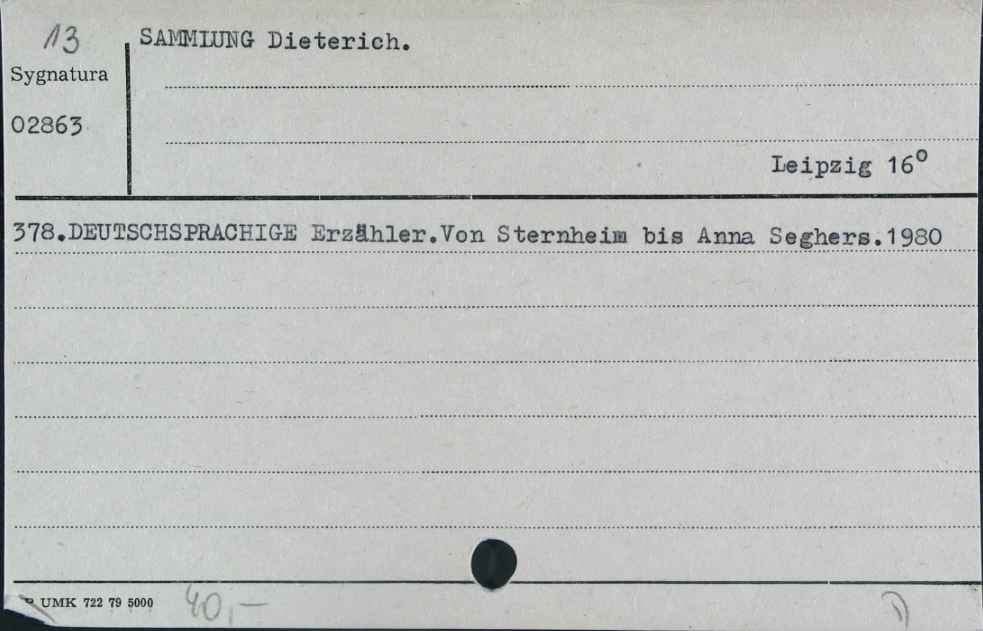 13
SAMMLUNG Dieterich.
Sygnatura
02863
Leipzig 16°
378.DEUTSCHSPRACHIGE Erzähler.Von Sternheim bis Anna Seghers.1980
UMK 722 79 5000
40,-